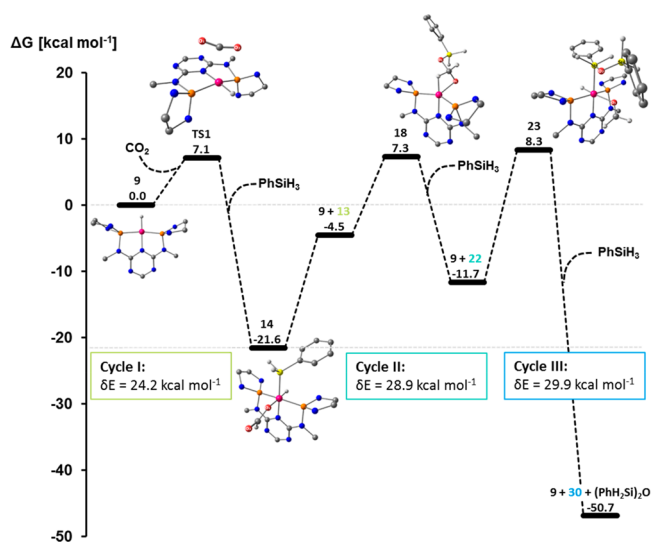 ΔG [kcal mol⁻¹]
20
10
0
-10
-20
-30
-40
-50
TS1
7.1
CO₂
9
0.0
PhSiH₃
9 + 13
-4.5
14
-21.6
18
7.3
PhSiH₃
9 + 22
-11.7
23
8.3
PhSiH₃
Cycle I:
δE = 24.2 kcal mol⁻¹
Cycle II:
δE = 28.9 kcal mol⁻¹
Cycle III:
δE = 29.9 kcal mol⁻¹
9 + 30 + (PhH₂Si)₂O
-50.7